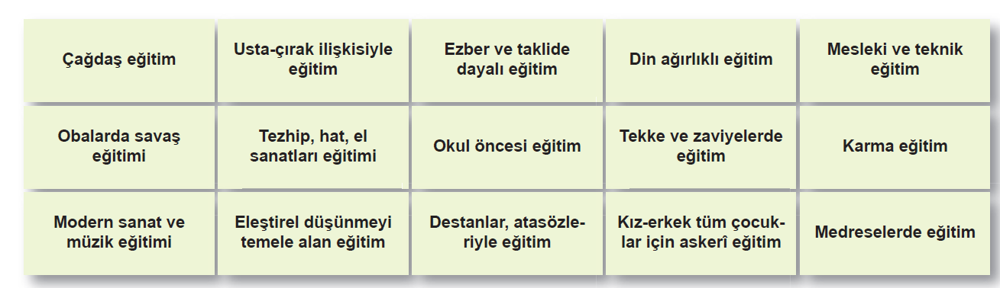 Çağdaş eğitim
Usta-çırak ilişkisiyle
eğitim
Ezber ve taklide
dayalı eğitim
Din ağırlıklı eğitim
Mesleki ve teknik
eğitim
Obalarda savaş
eğitimi
Tezhip, hat, el
sanatları eğitimi
Okul öncesi eğitim
Tekke ve zaviyelerde
eğitim
Karma eğitim
Modern sanat ve
müzik eğitimi
Eleştirel düşünmeyi
temele alan eğitim
Destanlar, atasözle-
riyle eğitim
Kız-erkek tüm çocuk-
lar için askerî eğitim
Medreselerde eğitim